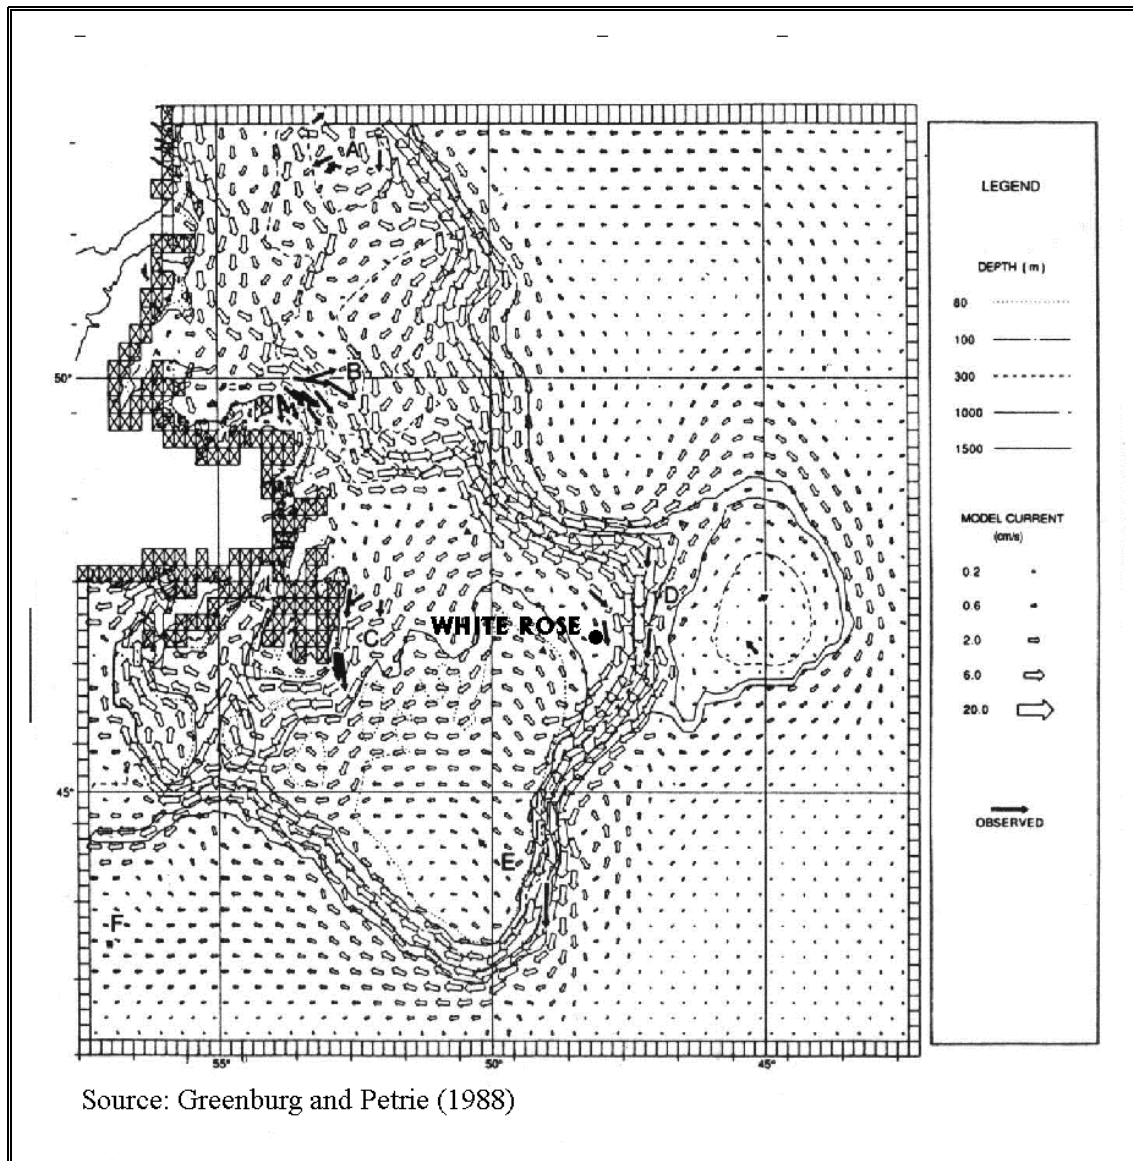 LEGEND
DEPTH ( m )
80
100
300
1000
1500
MODEL CURRENT
(cm/s)
0.2
0.6
2.0
6.0
20.0
OBSERVED
A
B
50°
D
WHITE ROSE
C
45°
E
F
55°
50°
45°
Source: Greenburg and Petrie (1988)